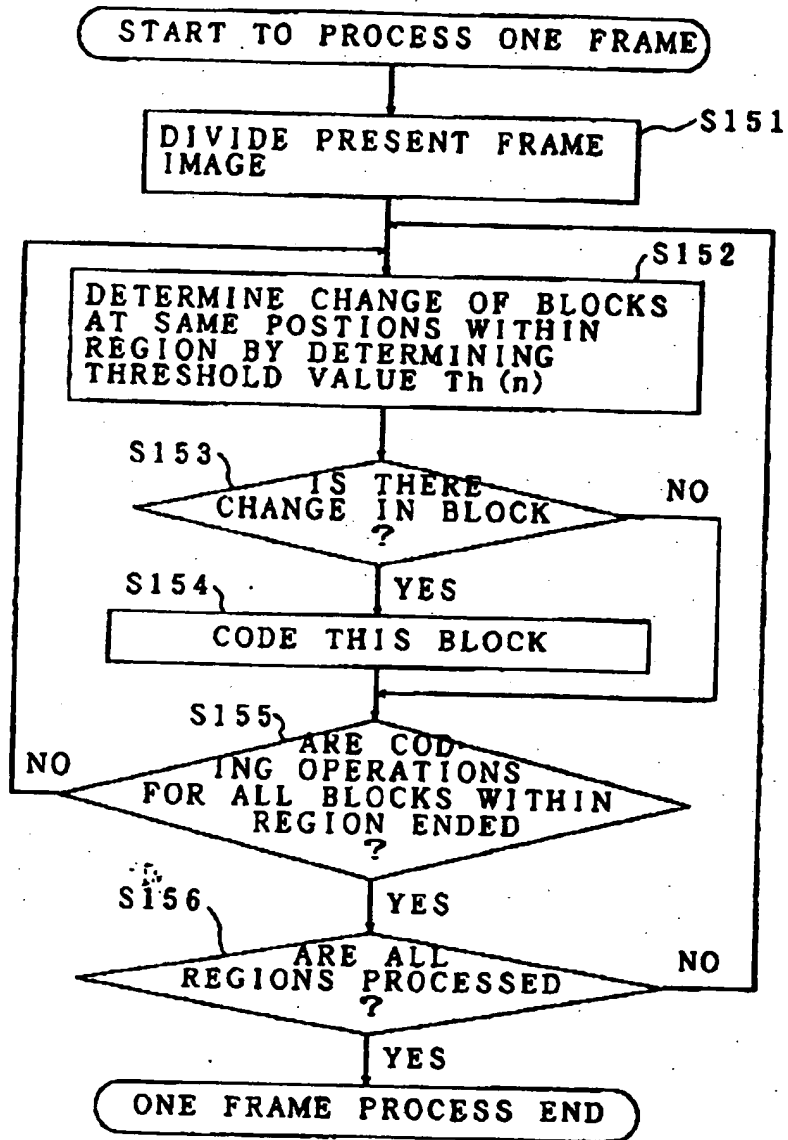 START TO PROCESS ONE FRAME
S151
DIVIDE PRESENT FRAME
IMAGE
S152
DETERMINE CHANGE OF BLOCKS
AT SAME POSTIONS WITHIN
REGION BY DETERMINING
THRESHOLD VALUE Th(n)
S153
IS THERE
CHANGE IN BLOCK
?
NO
YES
S154
CODE THIS BLOCK
S155
ARE COD-
ING OPERATIONS
FOR ALL BLOCKS WITHIN
REGION ENDED
?
NO
YES
S156
ARE ALL
REGIONS PROCESSED
?
NO
YES
ONE FRAME PROCESS END